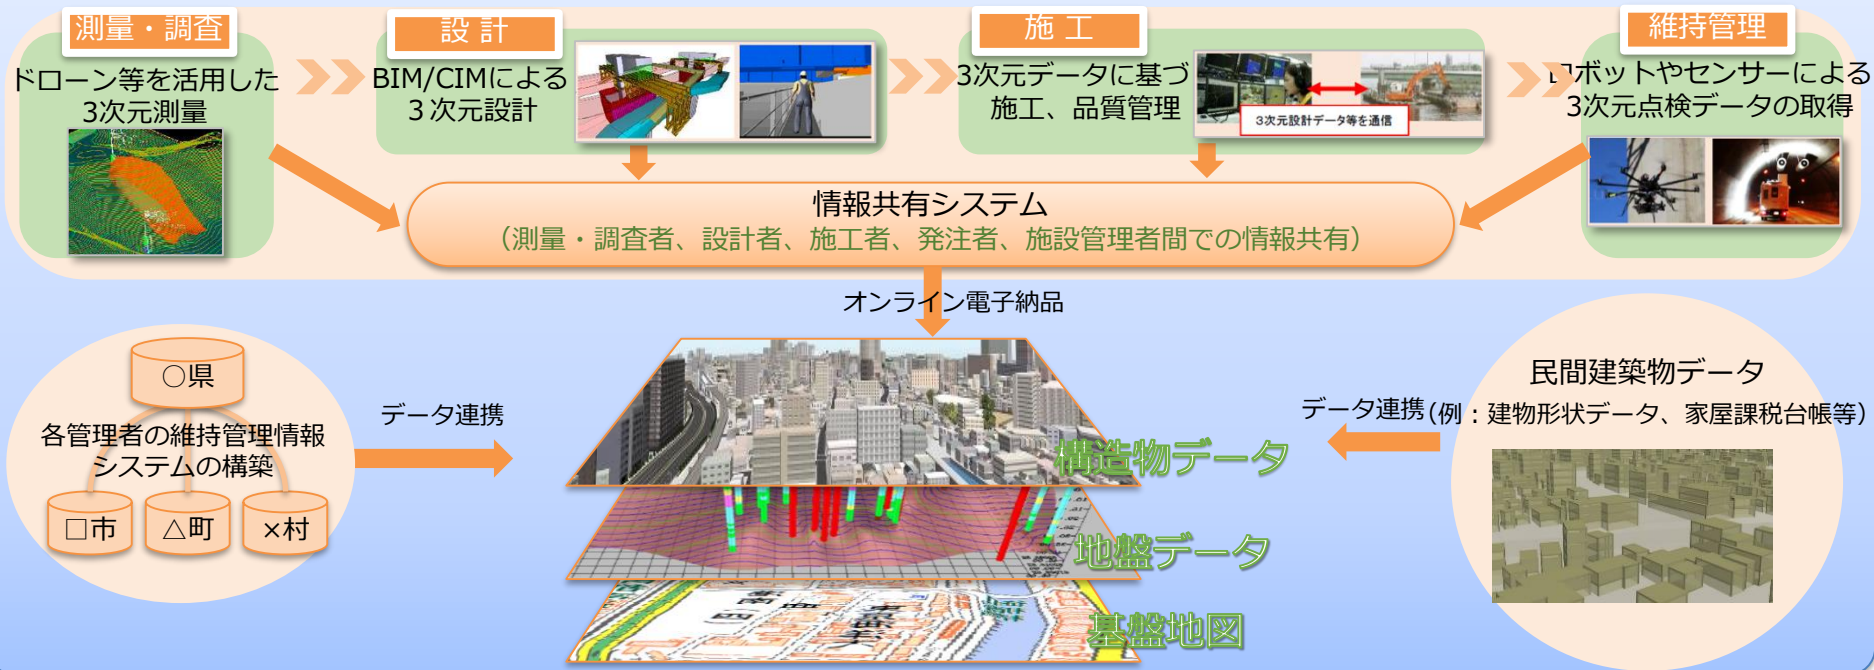 測量・調査
ドローン等を活用した
3次元測量
設 計
BIM/CIMによる
３次元設計
施 工
3次元データに基づ
施工、品質管理
3次元設計データ等を通信
維持管理
ロボットやセンサーによる
3次元点検データの取得
情報共有システム
（測量・調査者、設計者、施工者、発注者、施設管理者間での情報共有）
オンライン電子納品
○県
各管理者の維持管理情報
システムの構築
□市
△町
×村
データ連携
構造物データ
地盤データ
基盤地図
データ連携
民間建築物データ
(例：建物形状データ、家屋課税台帳等)